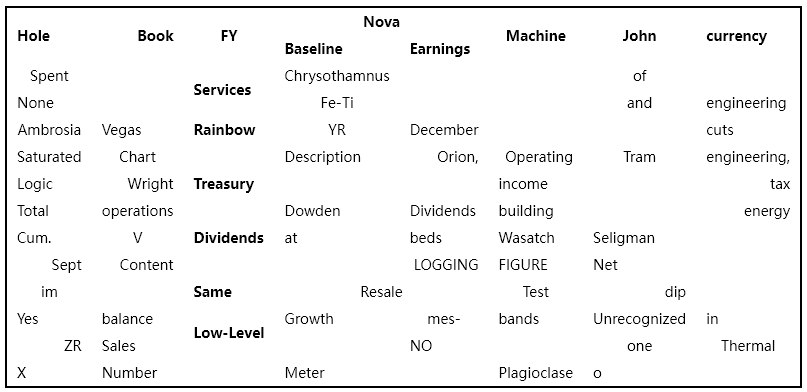 Nova
Hole Book FY Machine John currency
Baseline Earnings
Spent Chrysothamnus of
Services
None Fe-Ti and engineering
Ambrosia Vegas Rainbow YR December cuts
Saturated Chart Description Orion, Operating Tram engineering,
Logic Wright Treasury income tax
Total operations Dowden Dividends building energy
Cum. V Dividends at beds Wasatch Seligman
Sept Content LOGGING FIGURE Net
im Same Resale Test dip
Yes balance Growth mes- bands Unrecognized in
Low-Level
ZR Sales NO one Thermal
X Number Meter Plagioclase o